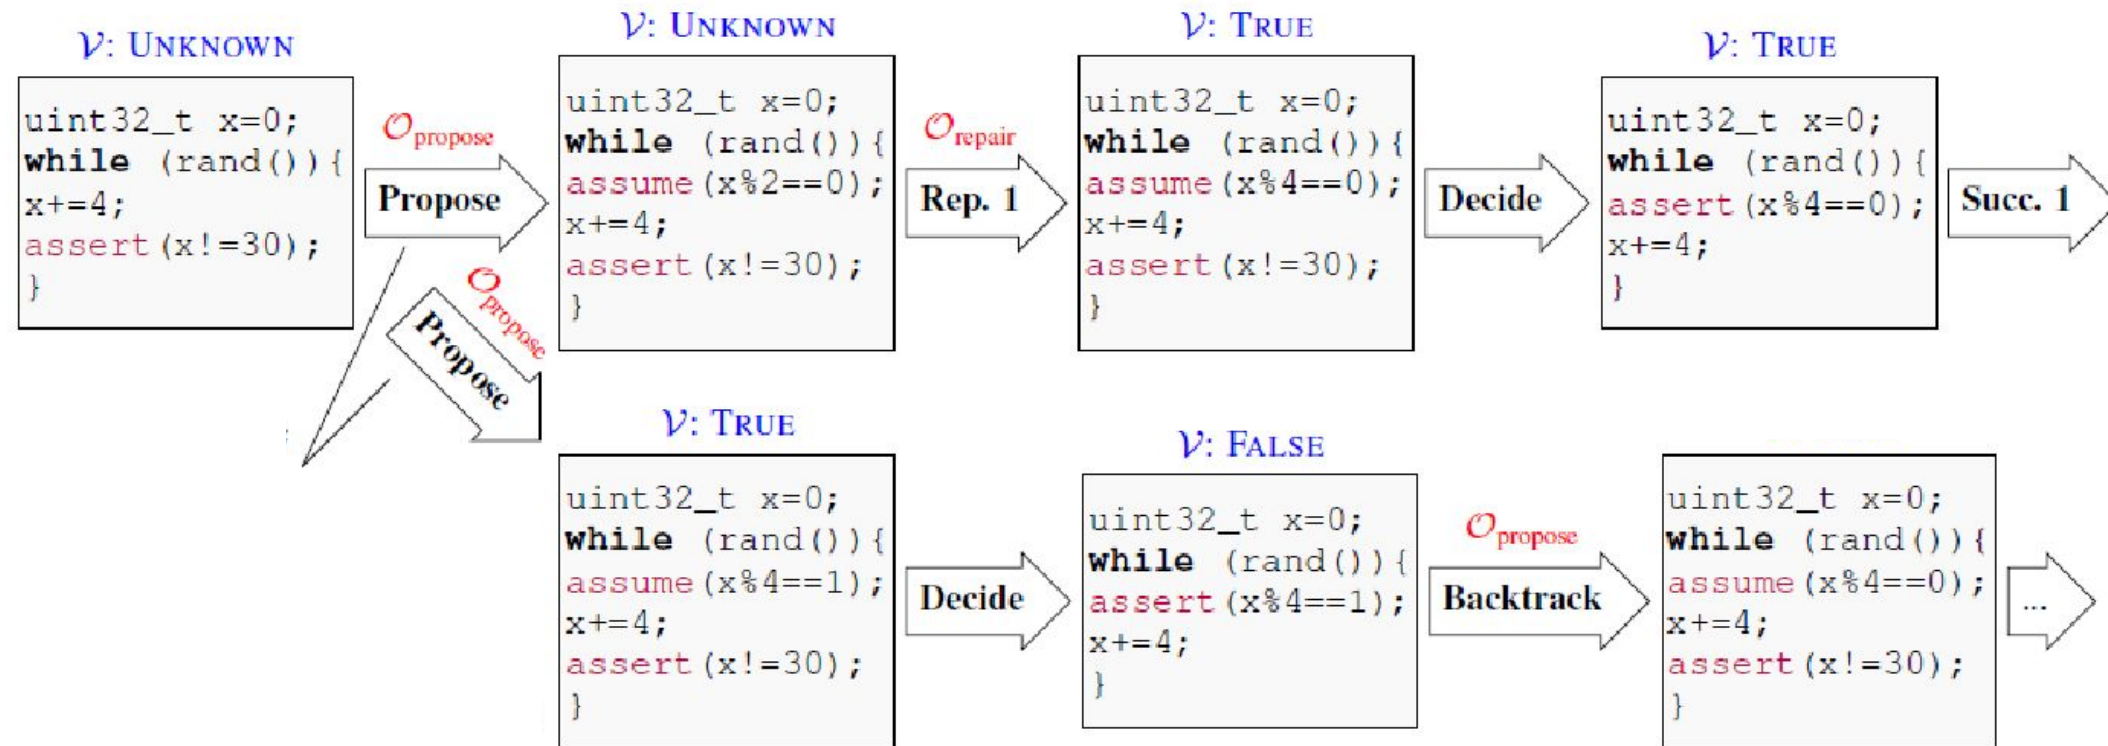 𝒱: UNKNOWN
uint32_t x=0;
while (rand()){
x+=4;
assert(x!=30);
}
𝒪propose
Propose
𝒱: UNKNOWN
uint32_t x=0;
while (rand()){
assume(x%2==0);
x+=4;
assert(x!=30);
}
𝒪repair
Rep. 1
𝒱: TRUE
uint32_t x=0;
while (rand()){
assume(x%4==0);
x+=4;
assert(x!=30);
}
Decide
𝒱: TRUE
uint32_t x=0;
while (rand()){
assert(x%4==0);
x+=4;
}
Succ. 1
𝒪propose
Propose
𝒱: TRUE
uint32_t x=0;
while (rand()){
assume(x%4==1);
x+=4;
assert(x!=30);
}
Decide
𝒱: FALSE
uint32_t x=0;
while (rand()){
assert(x%4==1);
x+=4;
}
𝒪propose
Backtrack
uint32_t x=0;
while (rand()){
assume(x%4==0);
x+=4;
assert(x!=30);
}
...